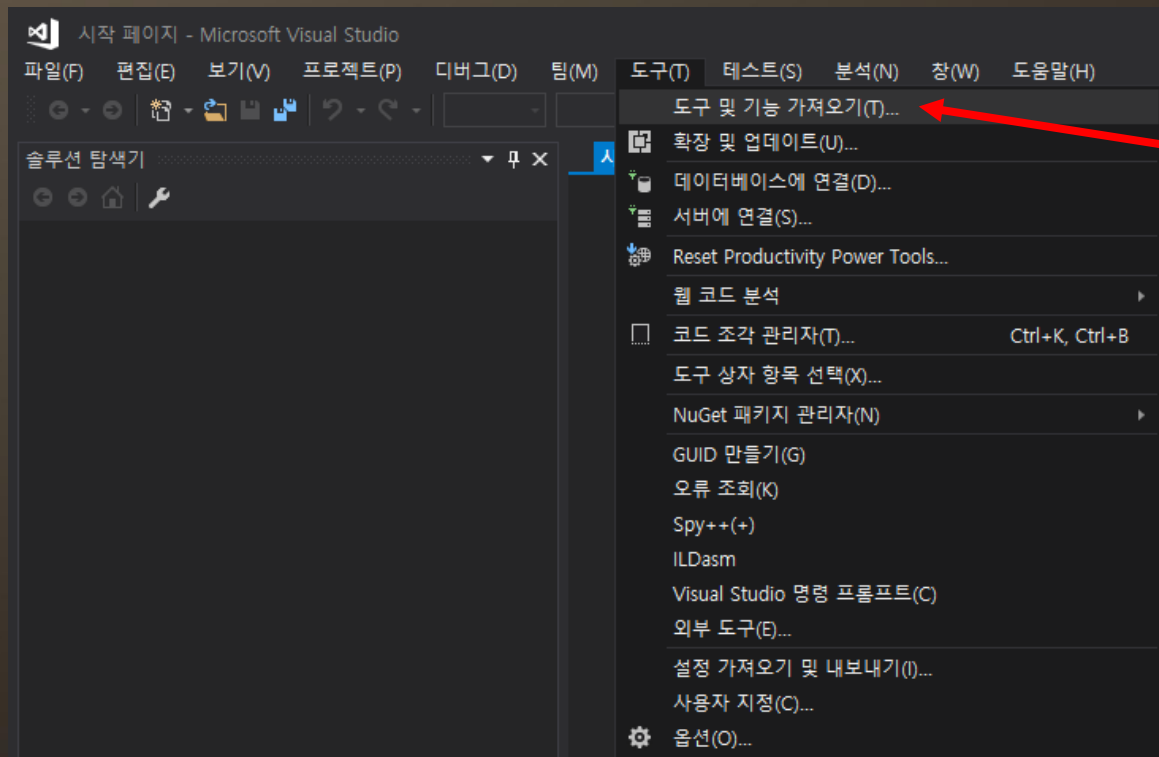 시작 페이지 - Microsoft Visual Studio
파일(F) 편집(E) 보기(V) 프로젝트(P) 디버그(D) 팀(M) 도구(T) 테스트(S) 분석(N) 창(W) 도움말(H)
솔루션 탐색기
시
도구 및 기능 가져오기(T)...
확장 및 업데이트(U)...
데이터베이스에 연결(D)...
서버에 연결(S)...
Reset Productivity Power Tools...
웹 코드 분석
코드 조각 관리자(T)... Ctrl+K, Ctrl+B
도구 상자 항목 선택(X)...
NuGet 패키지 관리자(N)
GUID 만들기(G)
오류 조회(K)
Spy++(+)
ILDasm
Visual Studio 명령 프롬프트(C)
외부 도구(E)...
설정 가져오기 및 내보내기(I)...
사용자 지정(C)...
옵션(O)...